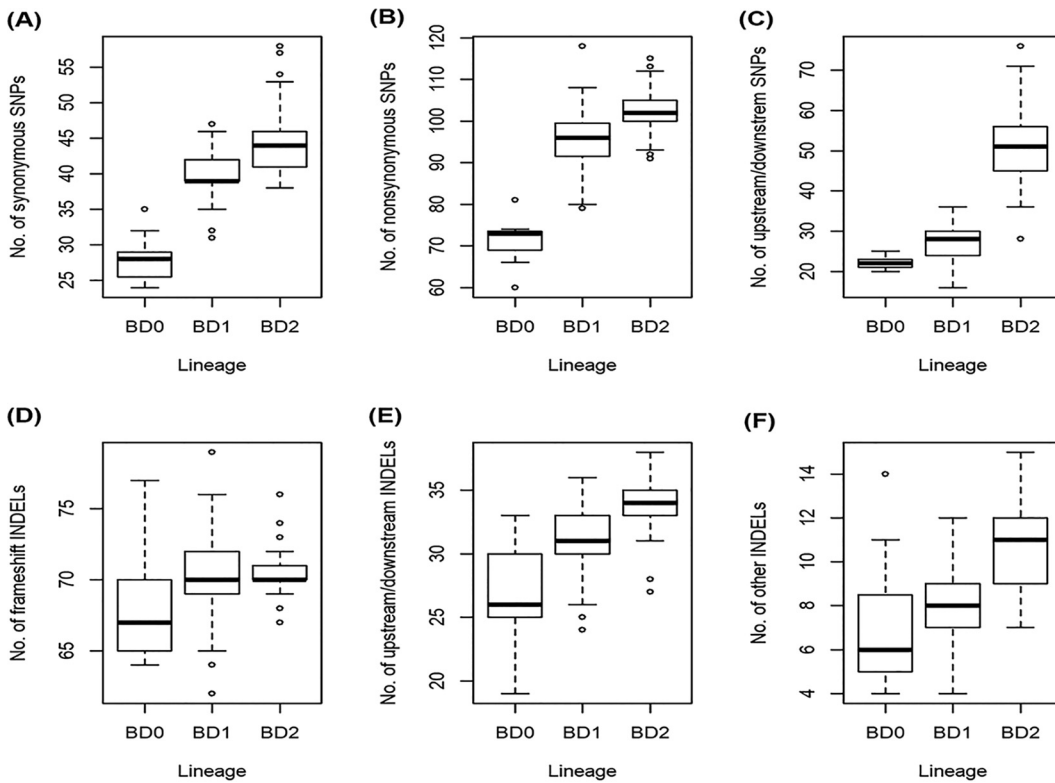 (A)
No. of synonymous SNPs
55
50
45
40
35
30
25
BD0 BD1 BD2
Lineage
(B)
No. of nonsynonymous SNPs
120
110
100
90
80
70
60
BD0 BD1 BD2
Lineage
(C)
No. of upstream/downstrem SNPs
70
60
50
40
30
20
BD0 BD1 BD2
Lineage
(D)
No. of frameshift INDELs
75
70
65
BD0 BD1 BD2
Lineage
(E)
No. of upstream/downstream INDELs
35
30
25
20
BD0 BD1 BD2
Lineage
(F)
No. of other INDELs
14
12
10
8
6
4
BD0 BD1 BD2
Lineage